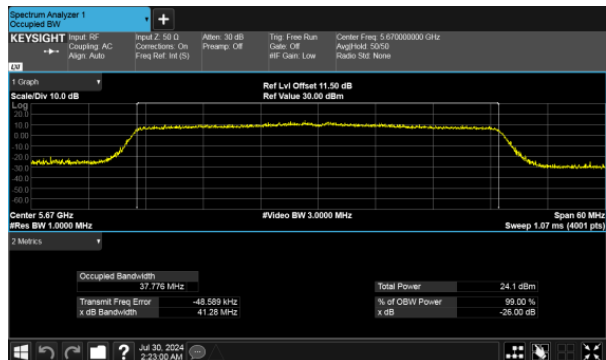 Spectrum Analyzer 1
Occupied BW
KEYSIGHT Input: RF
Coupling: AC
Align: Auto
Input Z: 50 Ω
Corrections: On
Freq Ref: Int (S)
Atten: 30 dB
Preamp: Off
Trig: Free Run
Gate: Off
#IF Gain: Low
Center Freq: 5.670000000 GHz
Avg|Hold: 50/50
Radio Std: None
1 Graph
Scale/Div 10.0 dB
Ref Lvl Offset 11.50 dB
Ref Value 30.00 dBm
Log
20.0
10.0
0.00
-10.0
-20.0
-30.0
-40.0
-50.0
-60.0
Center 5.67 GHz
#Video BW 3.0000 MHz
Span 60 MHz
#Res BW 1.0000 MHz
Sweep 1.07 ms (4001 pts)
2 Metrics
Occupied Bandwidth
37.776 MHz
Total Power 24.1 dBm
Transmit Freq Error -48.589 kHz
% of OBW Power 99.00 %
x dB Bandwidth 41.28 MHz
x dB -26.00 dB
Jul 30, 2024
2:23:00 AM